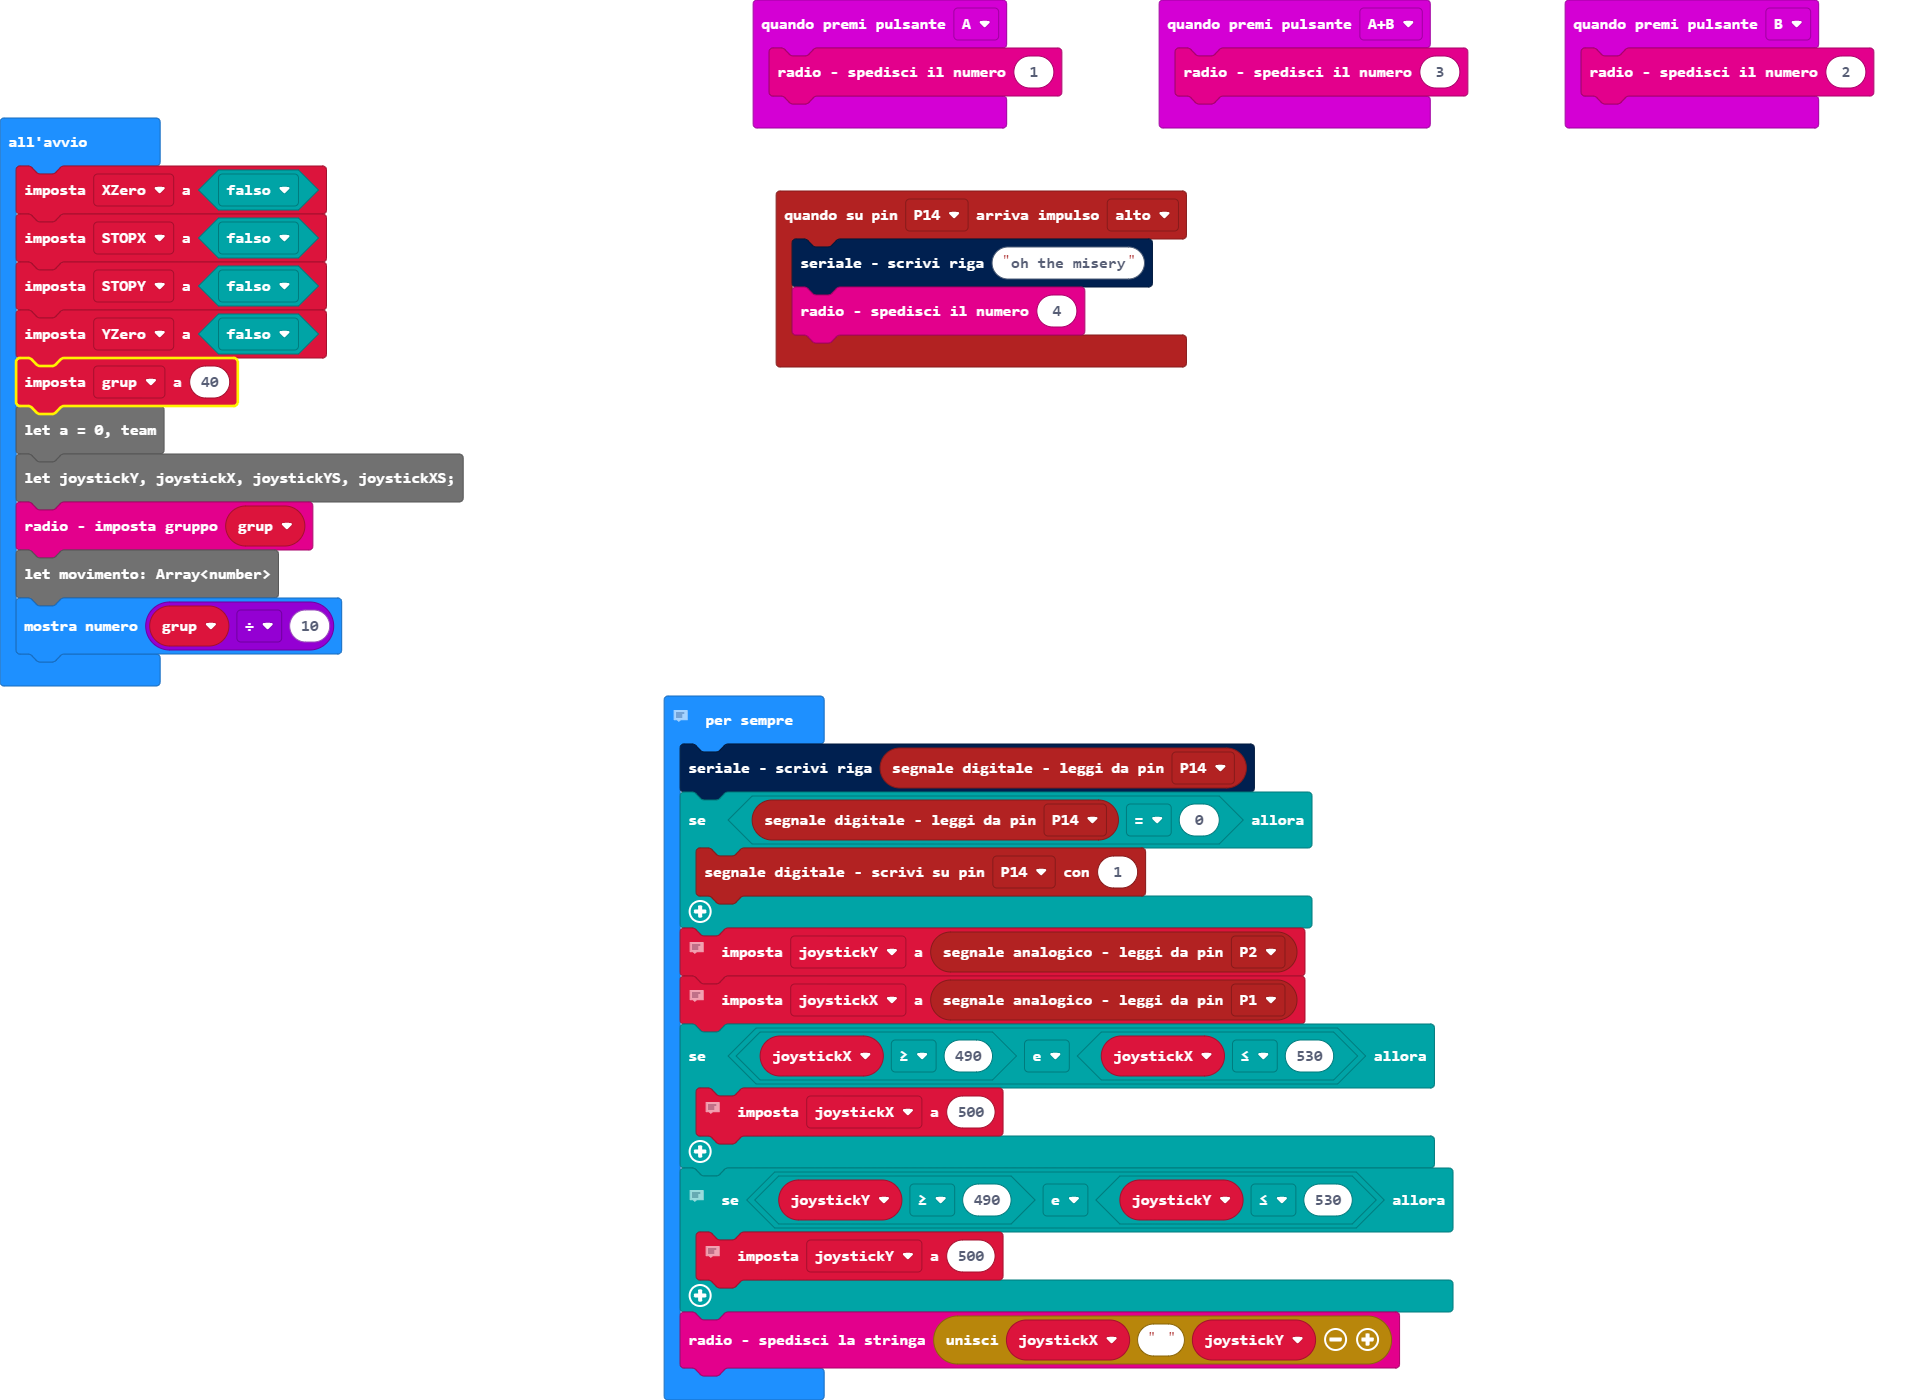 quando premi pulsante A
radio - spedisci il numero 1
quando premi pulsante A+B
radio - spedisci il numero 3
quando premi pulsante B
radio - spedisci il numero 2
all'avvio
imposta XZero a falso
imposta STOPX a falso
imposta STOPY a falso
imposta YZero a falso
imposta grup a 40
let a = 0, team
let joystickY, joystickX, joystickYS, joystickXS;
radio - imposta gruppo grup
let movimento: Array<number>
mostra numero grup ÷ 10
quando su pin P14 arriva impulso alto
seriale - scrivi riga "oh the misery"
radio - spedisci il numero 4
per sempre
seriale - scrivi riga segnale digitale - leggi da pin P14
se segnale digitale - leggi da pin P14 = 0 allora
segnale digitale - scrivi su pin P14 con 1
imposta joystickY a segnale analogico - leggi da pin P2
imposta joystickX a segnale analogico - leggi da pin P1
se joystickX ≥ 490 e joystickX ≤ 530 allora
imposta joystickX a 500
se joystickY ≥ 490 e joystickY ≤ 530 allora
imposta joystickY a 500
radio - spedisci la stringa unisci joystickX " " joystickY